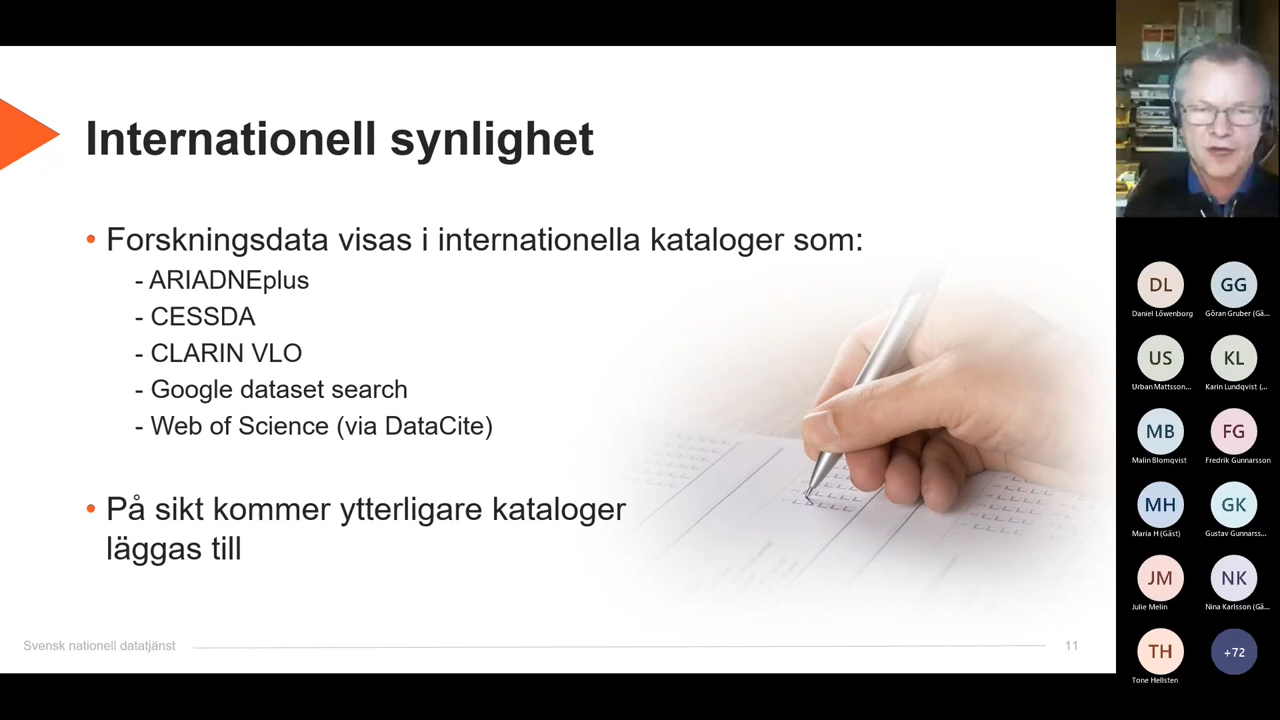 Internationell synlighet
• Forskningsdata visas i internationella kataloger som:
- ARIADNEplus
- CESSDA
- CLARIN VLO
- Google dataset search
- Web of Science (via DataCite)
• På sikt kommer ytterligare kataloger
läggas till
Svensk nationell datatjänst
11
DL
GG
Daniel Löwenborg
Göran Gruber (Gä...
US
KL
Urban Mattsson...
Karin Lundqvist (...
MB
FG
Malin Blomqvist
Fredrik Gunnarsson
MH
GK
Maria H (Gäst)
Gustav Gunnarss...
JM
NK
Julie Melin
Nina Karlsson (Gä...
TH
+72
Tone Hellsten